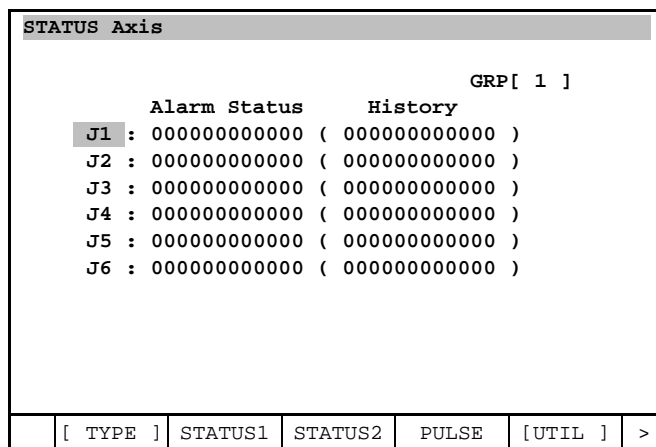 STATUS Axis
GRP[ 1 ]
Alarm Status History
J1 : 000000000000 ( 000000000000 )
J2 : 000000000000 ( 000000000000 )
J3 : 000000000000 ( 000000000000 )
J4 : 000000000000 ( 000000000000 )
J5 : 000000000000 ( 000000000000 )
J6 : 000000000000 ( 000000000000 )
[ TYPE ] STATUS1 STATUS2 PULSE [UTIL ] >